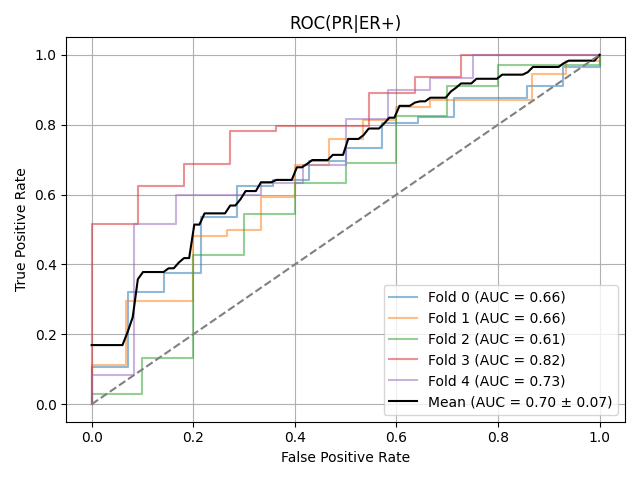 ROC(PR|ER+)
True Positive Rate
1.0
0.8
0.6
0.4
0.2
0.0
Fold 0 (AUC = 0.66)
Fold 1 (AUC = 0.66)
Fold 2 (AUC = 0.61)
Fold 3 (AUC = 0.82)
Fold 4 (AUC = 0.73)
Mean (AUC = 0.70 ± 0.07)
0.0 0.2 0.4 0.6 0.8 1.0
False Positive Rate